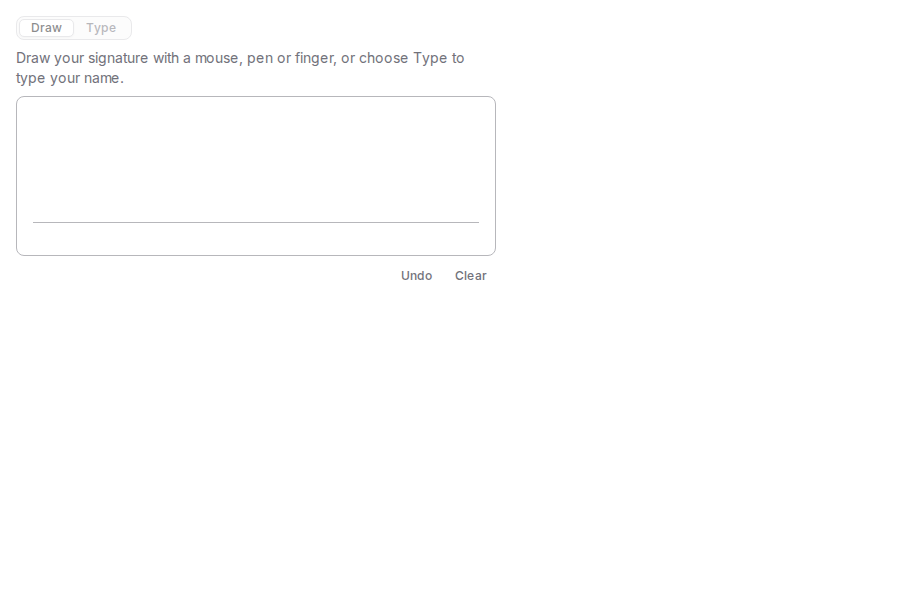 Draw Type
Draw your signature with a mouse, pen or finger, or choose Type to
type your name.
Undo Clear